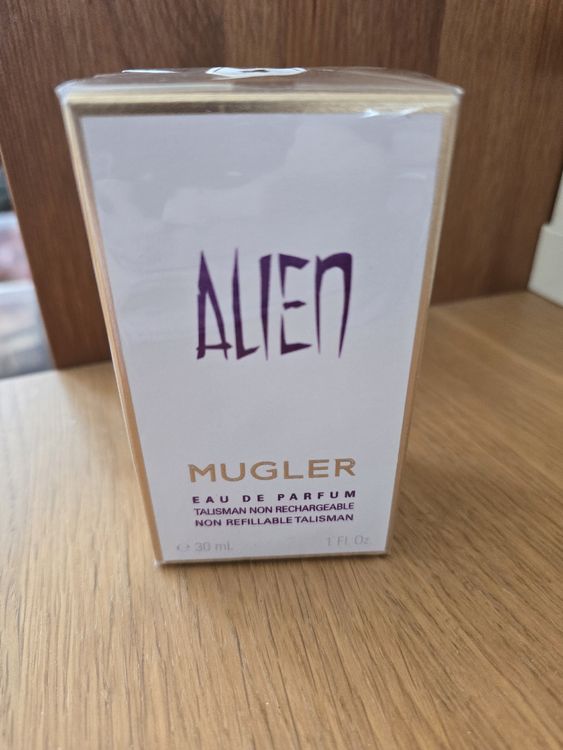 ALIEN
MUGLER
EAU DE PARFUM
TALISMAN NON RECHARGEABLE
NON REFILLABLE TALISMAN
℮ 30 ml. 1 Fl. Oz.